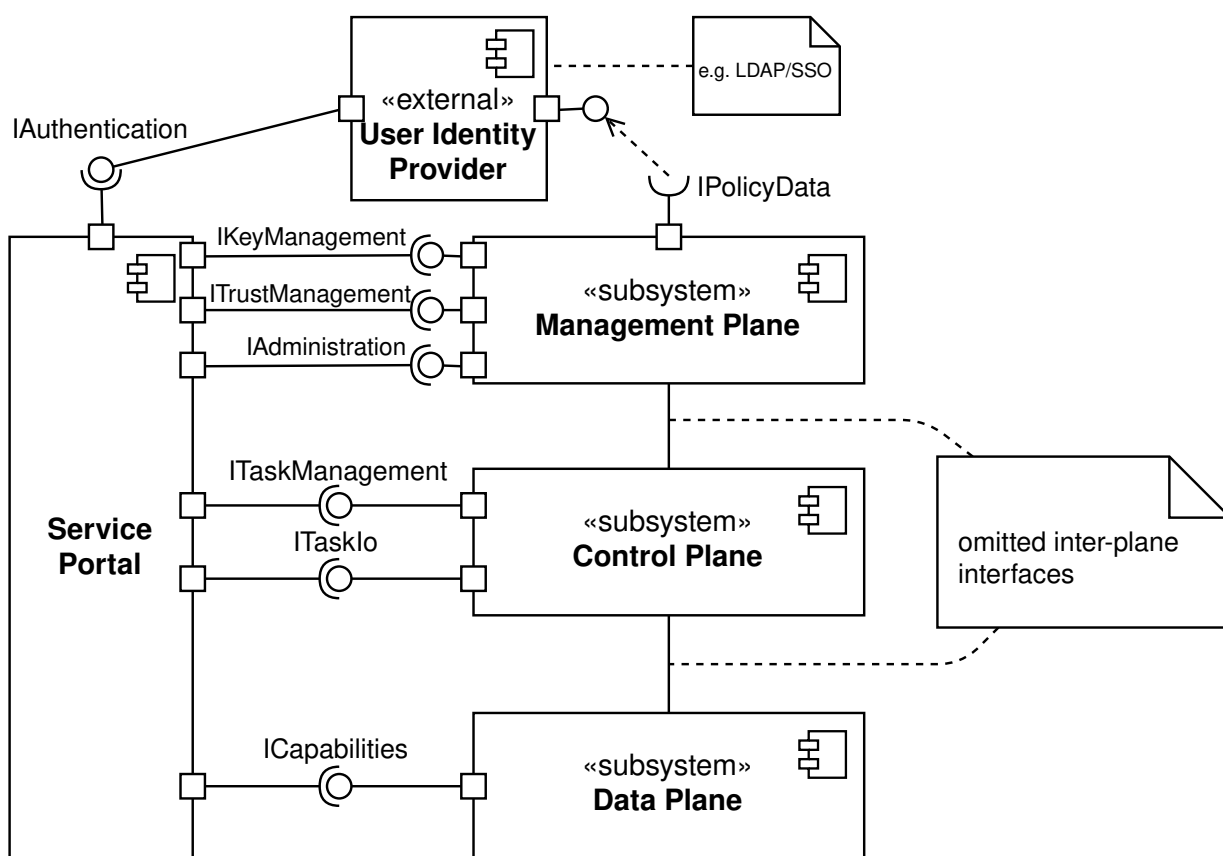 e.g. LDAP/SSO
«external»
User Identity
Provider
IAuthentication
IPolicyData
IKeyManagement
ITrustManagement
IAdministration
«subsystem»
Management Plane
ITaskManagement
ITaskIo
Service
Portal
«subsystem»
Control Plane
omitted inter-plane
interfaces
ICapabilities
«subsystem»
Data Plane